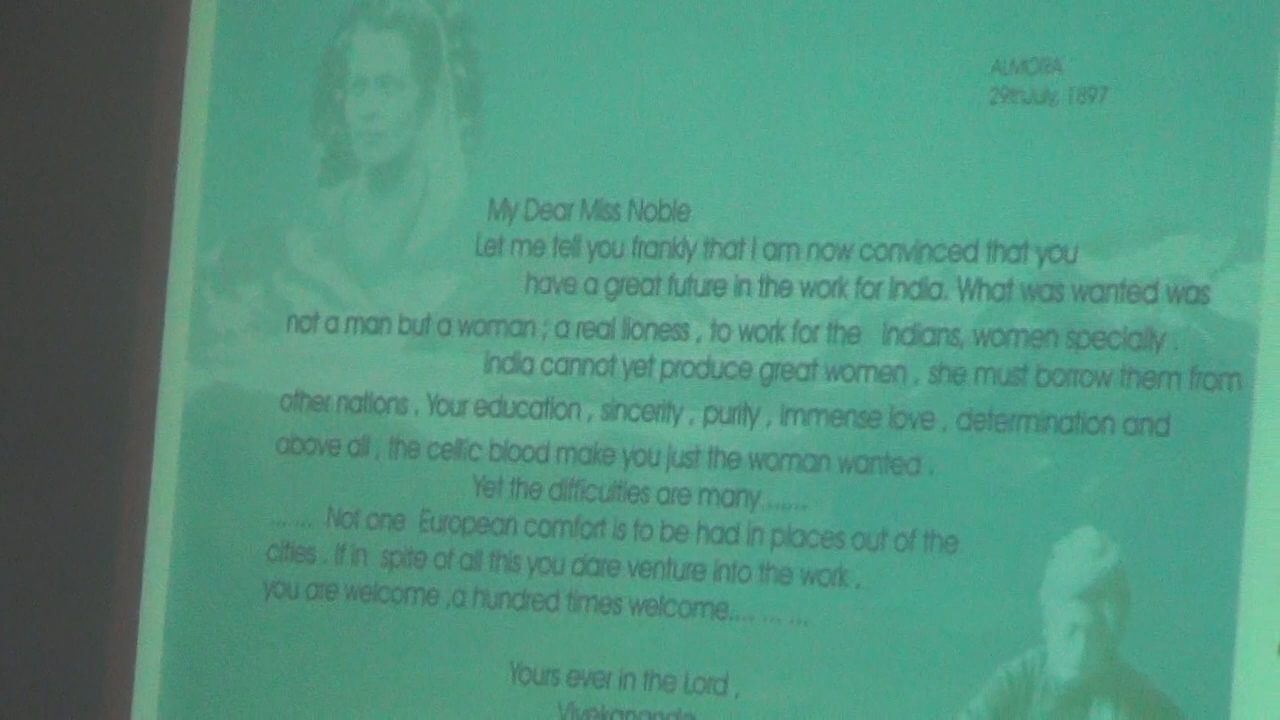 ALMORA
29th July, 1897
My Dear Miss Noble
Let me tell you frankly that I am now convinced that you
have a great future in the work for India. What was wanted was
not a man but a woman ; a real lioness , to work for the Indians, women specially .
India cannot yet produce great women , she must borrow them from
other nations . Your education , sincerity , purity , immense love , determination and
above all , the celtic blood make you just the woman wanted .
Yet the difficulties are many.......
....... Not one European comfort is to be had in places out of the
cities . If in spite of all this you dare venture into the work ,
you are welcome ,a hundred times welcome.... ... ...
Yours ever in the Lord ,
Vivekananda